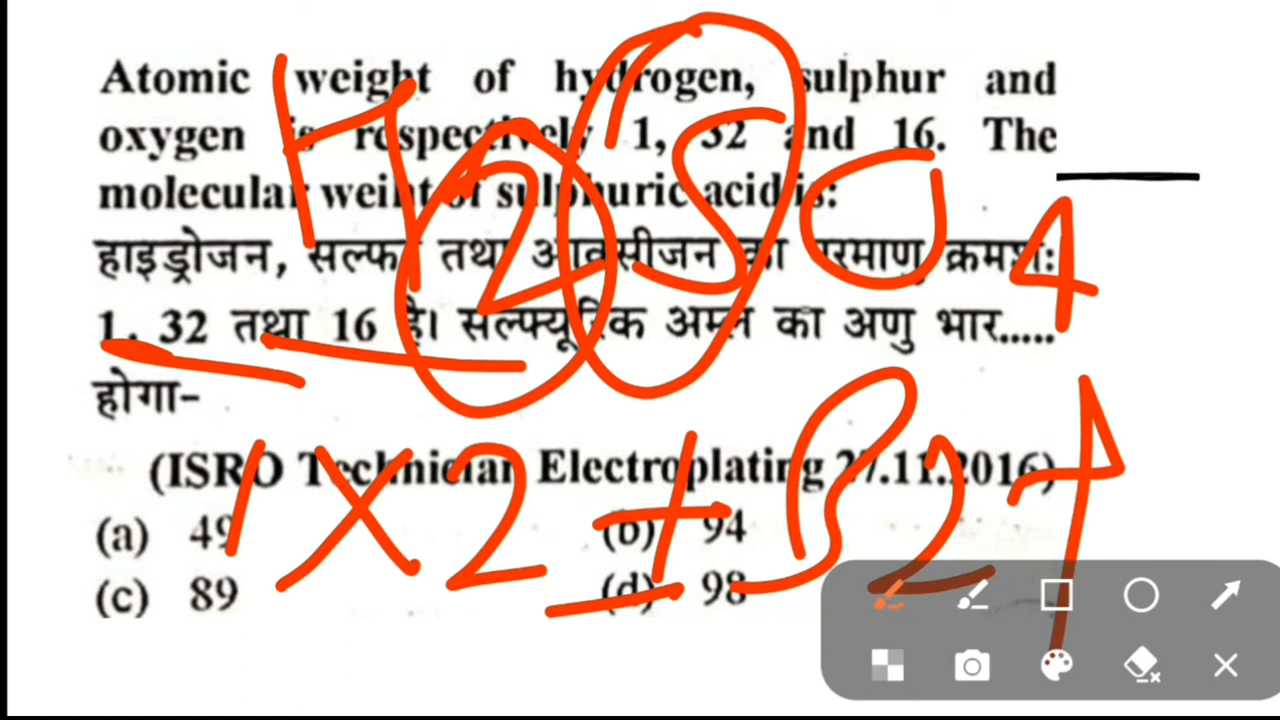 Atomic weight of hydrogen, sulphur and
oxygen is respectively 1, 32 and 16. The
molecular weiht of sulphuric acid is:
हाइड्रोजन, सल्फर तथा आक्सीजन का परमाणु क्रमशः
1, 32 तथा 16 है। सल्फ्यूरिक अम्ल का अणु भार.....
होगा-
(ISRO Technician Electroplating 27.11.2016)
(a) 49 (b) 94
(c) 89 (d) 98
H2SO4
1×2+32+